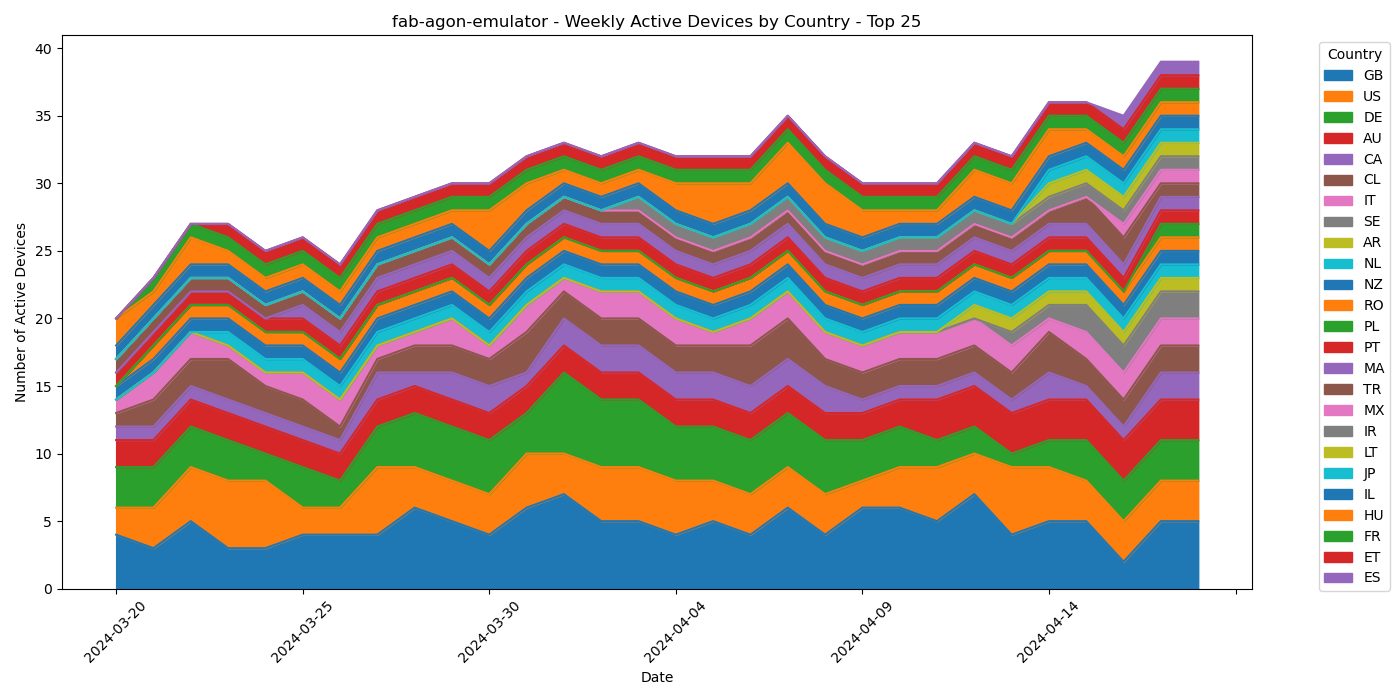 fab-agon-emulator - Weekly Active Devices by Country - Top 25
Number of Active Devices
40
35
30
25
20
15
10
5
0
2024-03-20
2024-03-25
2024-03-30
2024-04-04
2024-04-09
2024-04-14
Date
Country
GB
US
DE
AU
CA
CL
IT
SE
AR
NL
NZ
RO
PL
PT
MA
TR
MX
IR
LT
JP
IL
HU
FR
ET
ES